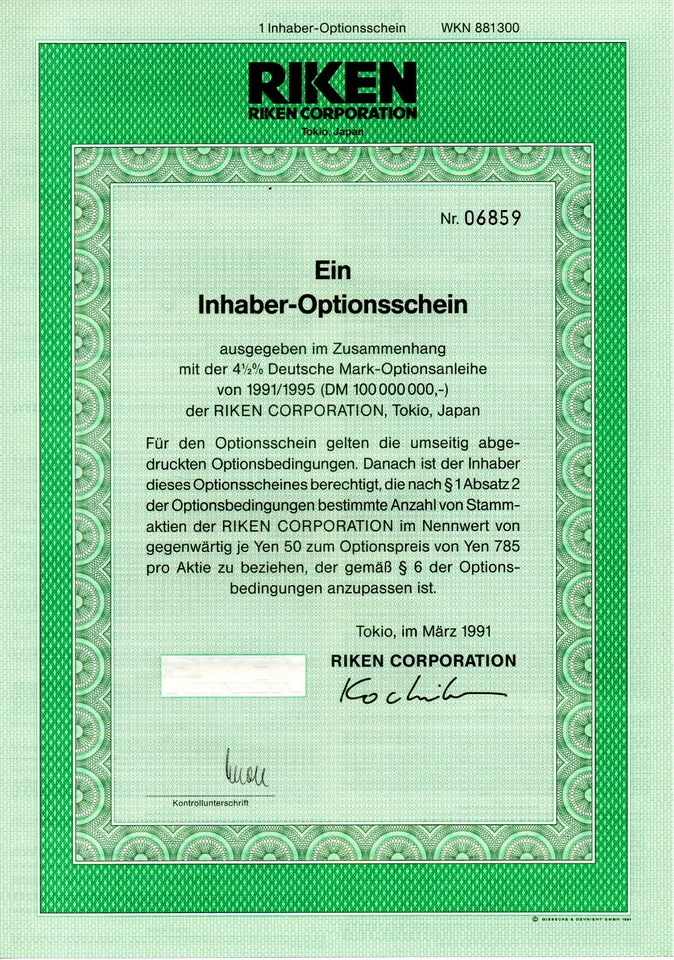 1 Inhaber-Optionsschein WKN 881300
RIKEN
RIKEN CORPORATION
Tokio, Japan
Nr. 06859
Ein
Inhaber-Optionsschein
ausgegeben im Zusammenhang
mit der 4½% Deutsche Mark-Optionsanleihe
von 1991/1995 (DM 100 000 000,-)
der RIKEN CORPORATION, Tokio, Japan
Für den Optionsschein gelten die umseitig abge-
druckten Optionsbedingungen. Danach ist der Inhaber
dieses Optionsscheines berechtigt, die nach § 1 Absatz 2
der Optionsbedingungen bestimmte Anzahl von Stamm-
aktien der RIKEN CORPORATION im Nennwert von
gegenwärtig je Yen 50 zum Optionspreis von Yen 785
pro Aktie zu beziehen, der gemäß § 6 der Options-
bedingungen anzupassen ist.
Tokio, im März 1991
RIKEN CORPORATION
Kontrollunterschrift
© GIESECKE & DEVRIENT GMBH 1991